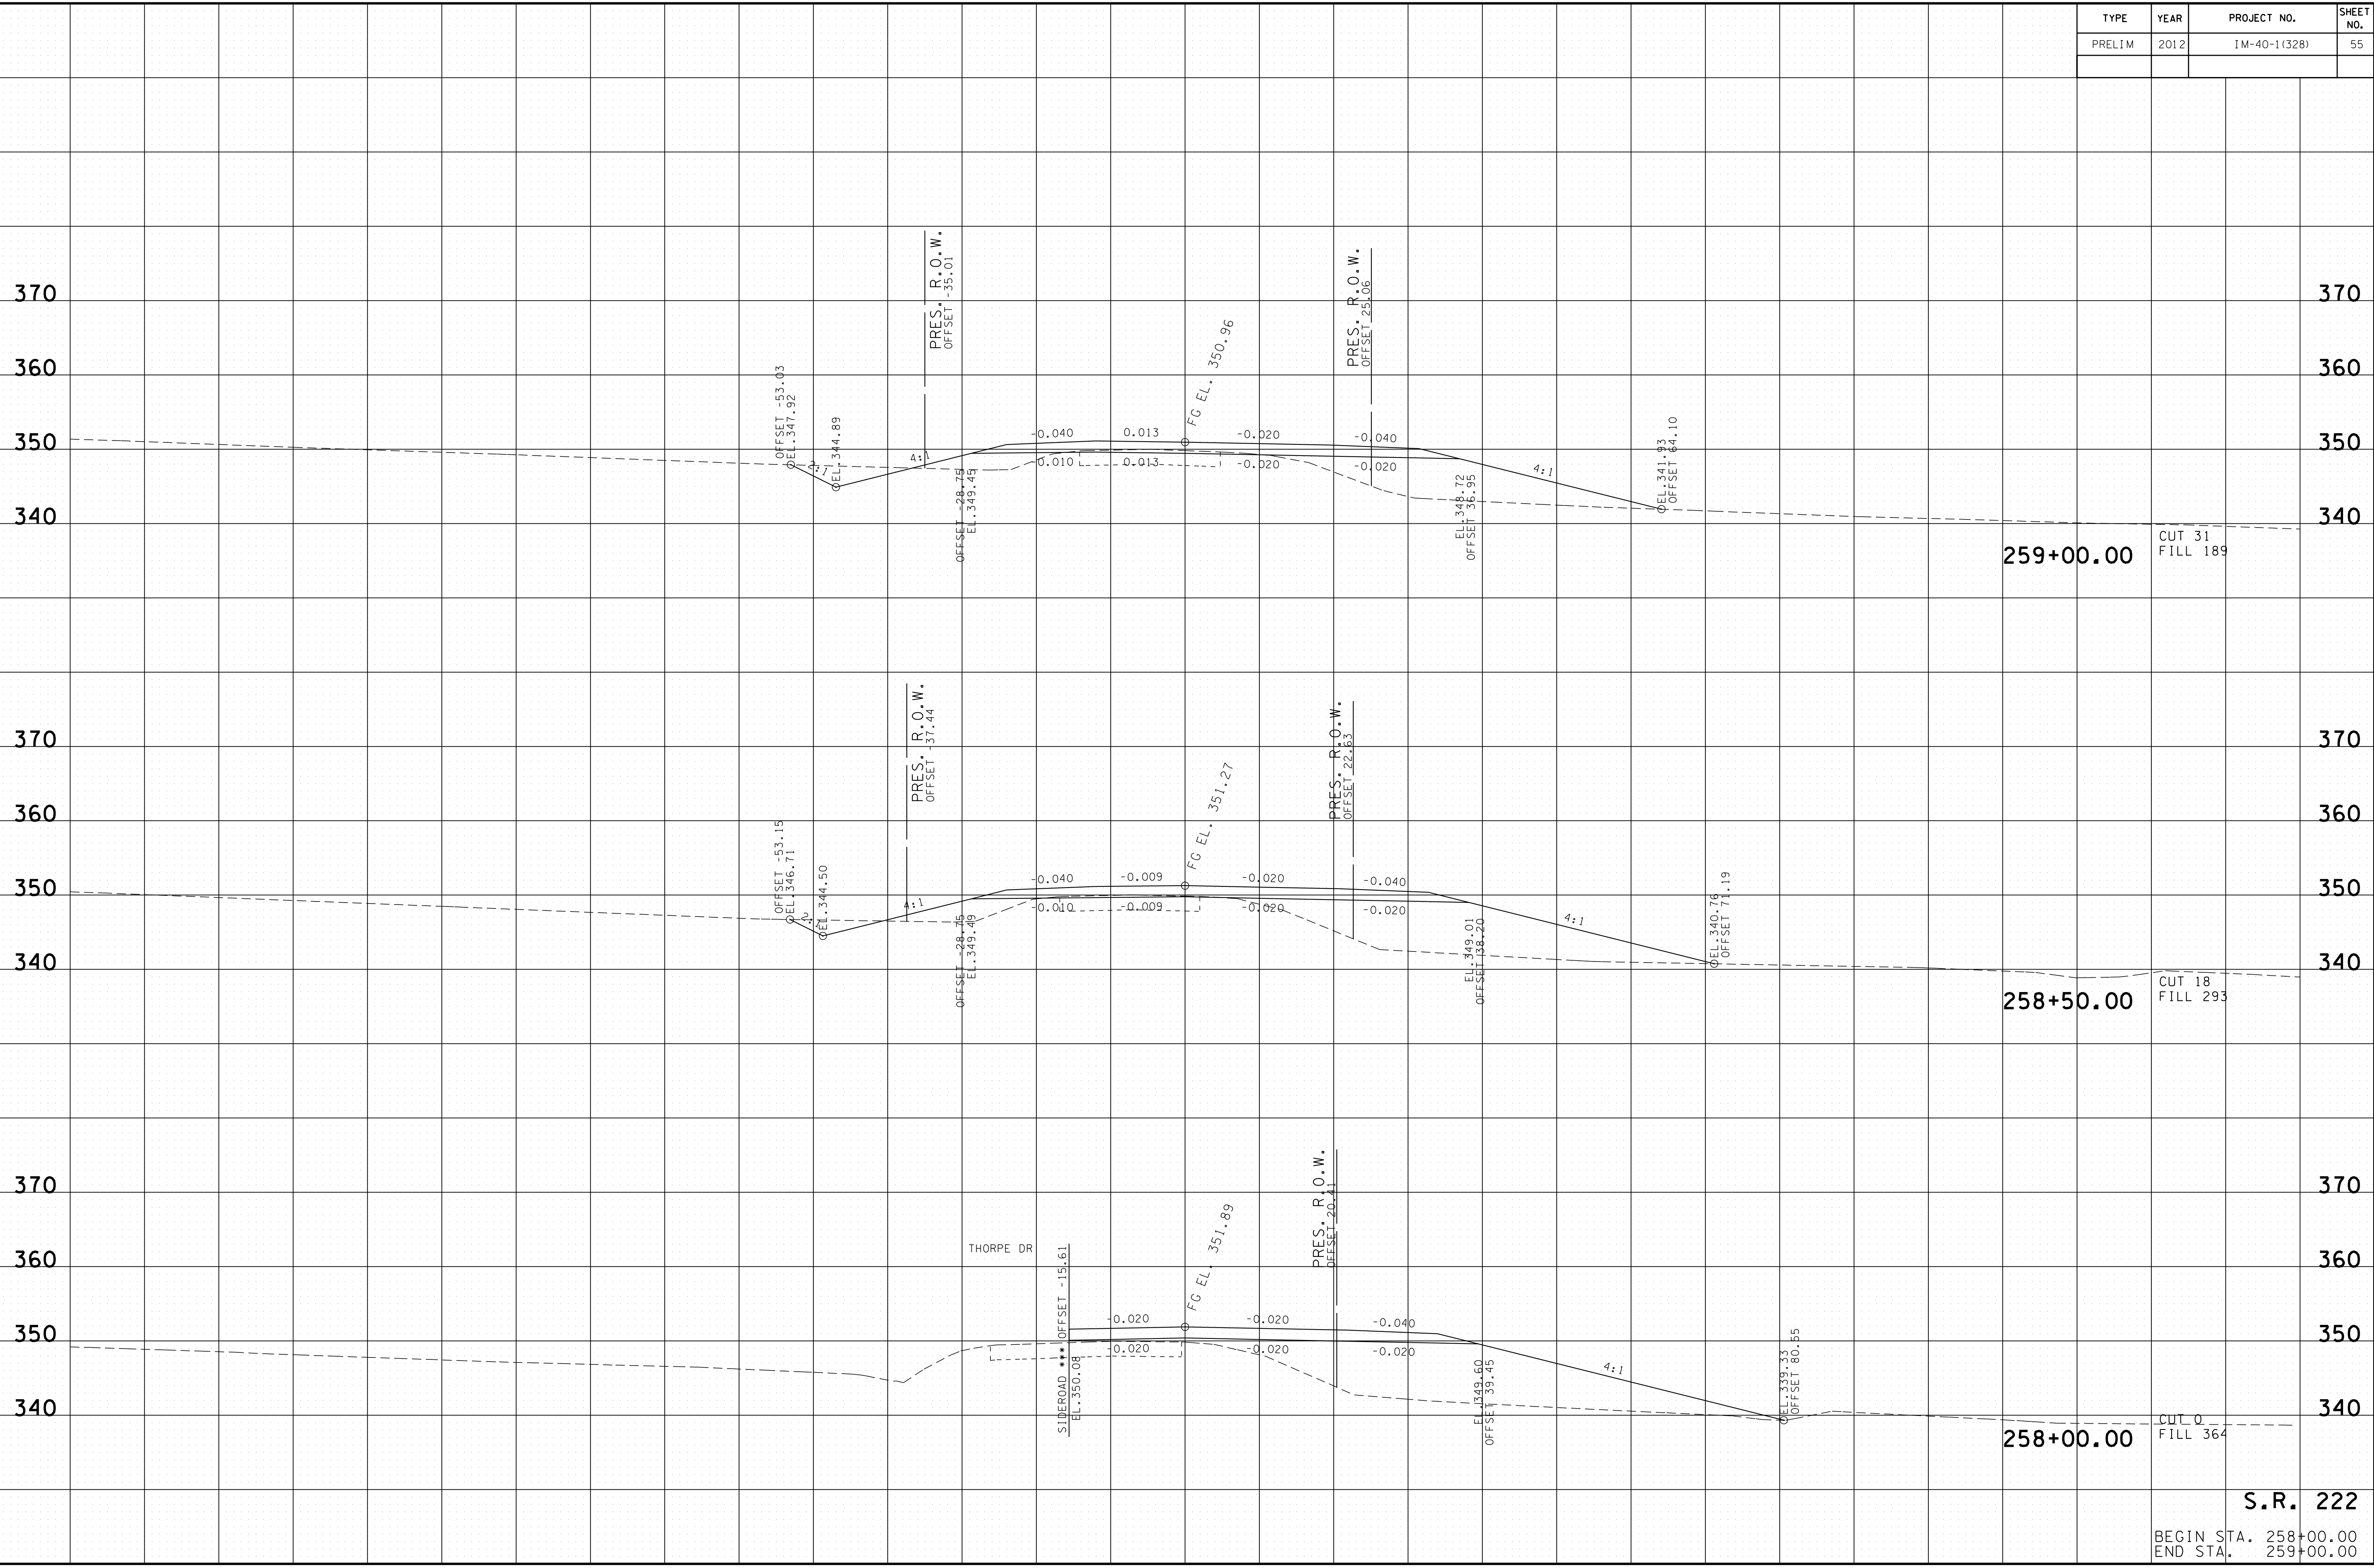 TYPE YEAR PROJECT NO. SHEET NO.
PRELIM 2012 IM-40-1(328) 55
370 370
360 360
350 350
340 340
PRES. R.O.W.
OFFSET -35.01
PRES. R.O.W.
OFFSET 25.06
FG EL. 350.96
OFFSET -53.03
EL.347.92
EL.344.89
2:1
4:1
-0.040 0.013 -0.020 -0.040
-0.010 0.013 -0.020 -0.020
4:1
OFFSET -28.75
EL.349.45
EL.348.72
OFFSET 36.95
EL.341.93
OFFSET 64.10
259+00.00
CUT 31
FILL 189
370 370
360 360
350 350
340 340
PRES. R.O.W.
OFFSET -37.44
PRES. R.O.W.
OFFSET 22.63
FG EL. 351.27
OFFSET -53.15
EL.346.71
EL.344.50
2:1
4:1
-0.040 -0.009 -0.020 -0.040
-0.010 -0.009 -0.020 -0.020
4:1
OFFSET -28.75
EL.349.49
EL.349.01
OFFSET 38.20
EL.340.76
OFFSET 71.19
258+50.00
CUT 18
FILL 293
370 370
360 360
350 350
340 340
PRES. R.O.W.
OFFSET 20.41
THORPE DR
SIDEROAD *** OFFSET -15.61
EL.350.08
FG EL. 351.89
-0.020 -0.020 -0.040
-0.020 -0.020 -0.020
4:1
EL.349.60
OFFSET 39.45
EL.339.33
OFFSET 80.55
258+00.00
CUT 0
FILL 364
S.R. 222
BEGIN STA. 258+00.00
END STA. 259+00.00